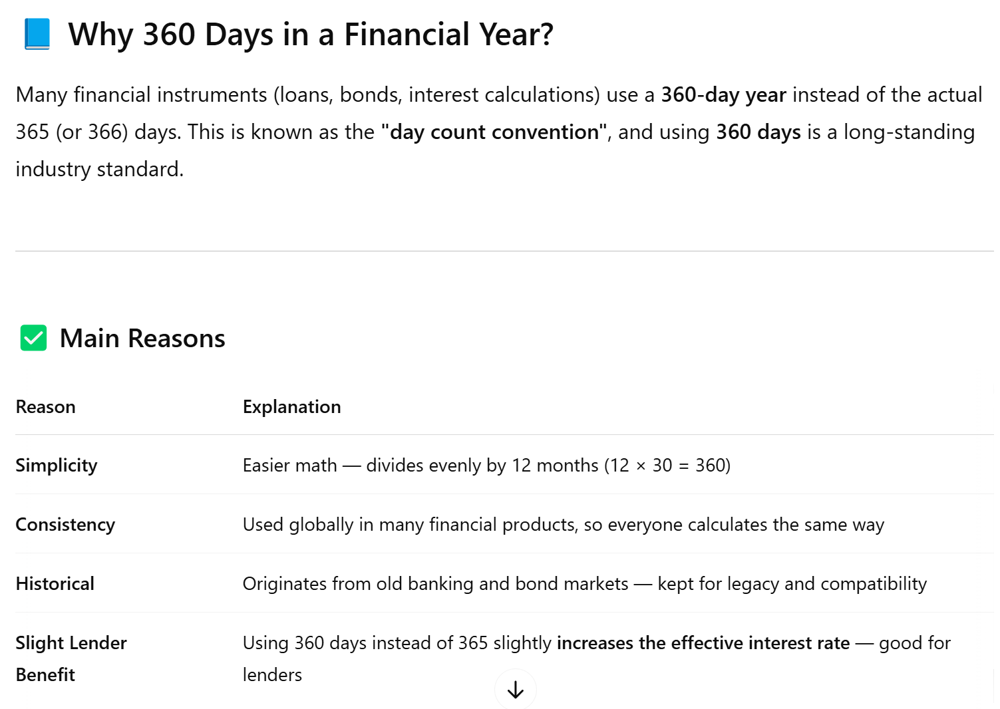 📘 Why 360 Days in a Financial Year?
Many financial instruments (loans, bonds, interest calculations) use a 360-day year instead of the actual
365 (or 366) days. This is known as the "day count convention", and using 360 days is a long-standing
industry standard.
✅ Main Reasons
Reason Explanation
Simplicity Easier math — divides evenly by 12 months (12 × 30 = 360)
Consistency Used globally in many financial products, so everyone calculates the same way
Historical Originates from old banking and bond markets — kept for legacy and compatibility
Slight Lender Using 360 days instead of 365 slightly increases the effective interest rate — good for
Benefit lenders